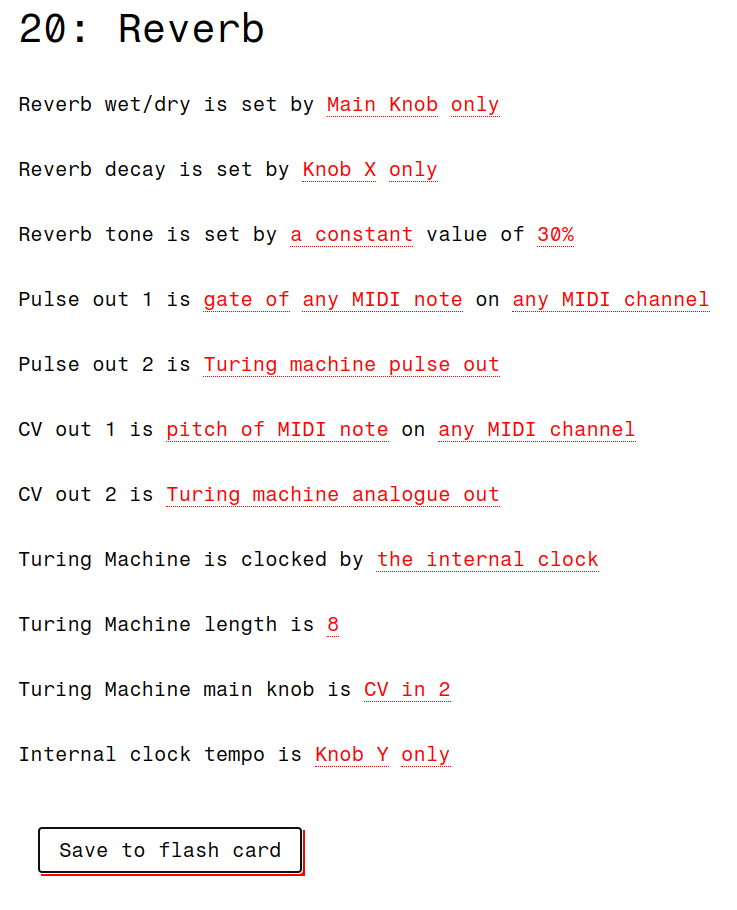 20: Reverb
Reverb wet/dry is set by Main Knob only
Reverb decay is set by Knob X only
Reverb tone is set by a constant value of 30%
Pulse out 1 is gate of any MIDI note on any MIDI channel
Pulse out 2 is Turing machine pulse out
CV out 1 is pitch of MIDI note on any MIDI channel
CV out 2 is Turing machine analogue out
Turing Machine is clocked by the internal clock
Turing Machine length is 8
Turing Machine main knob is CV in 2
Internal clock tempo is Knob Y only
Save to flash card